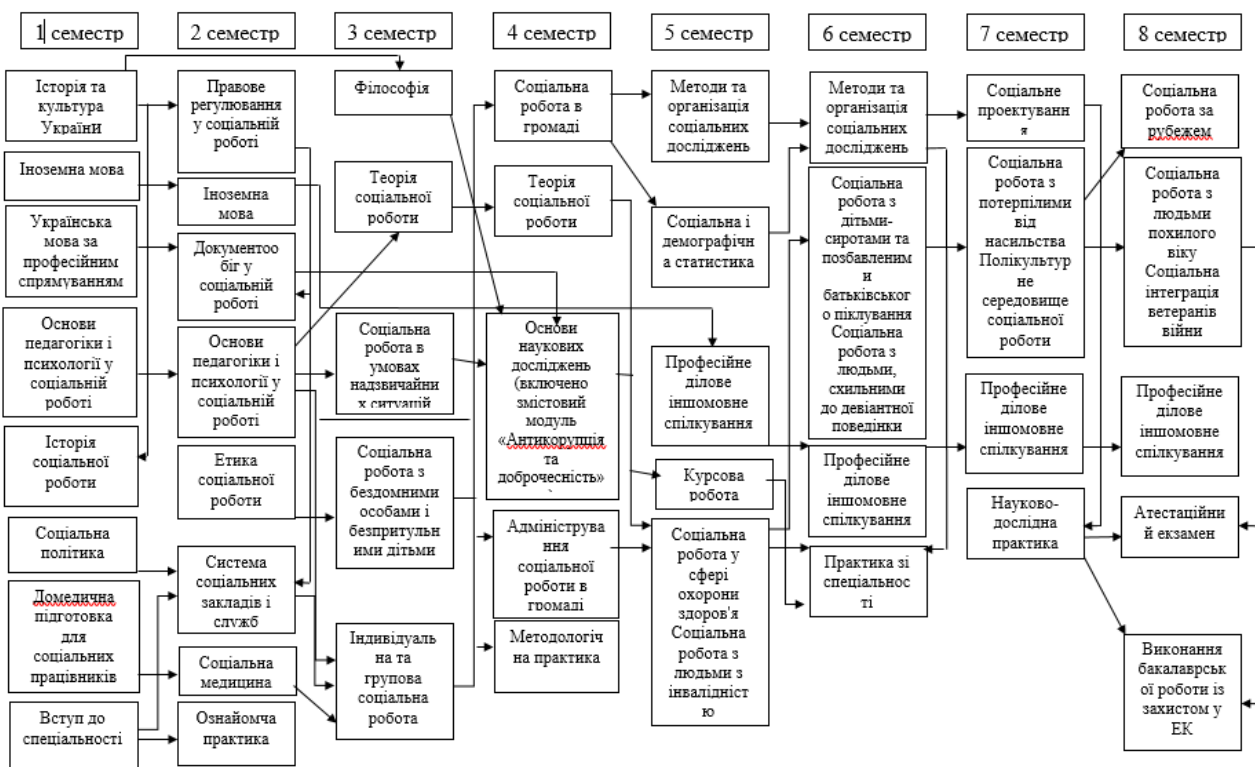 1 семестр
2 семестр
3 семестр
4 семестр
5 семестр
6 семестр
7 семестр
8 семестр
Історія та
культура
України
Іноземна мова
Українська
мова за
професійним
спрямуванням
Основи
педагогіки і
психології у
соціальній
роботі
Історія
соціальної
роботи
Соціальна
політика
Домедична
підготовка
для
соціальних
працівників
Вступ до
спеціальності
Правове
регулювання
у соціальній
роботі
Іноземна
мова
Документоо
біг у
соціальній
роботі
Основи
педагогіки і
психології у
соціальній
роботі
Етика
соціальної
роботи
Система
соціальних
закладів і
служб
Соціальна
медицина
Ознайомча
практика
Філософія
Теорія
соціальної
роботи
Соціальна
робота в
умовах
надзвичайни
х ситуацій
Соціальна
робота з
бездомними
особами і
безпритульн
ими дітьми
Індивідуаль
на та
групова
соціальна
робота
Соціальна
робота в
громаді
Теорія
соціальної
роботи
Основи
наукових
досліджень
(включено
змістовий
модуль
«Антикорупція
та
доброчесність»
)
Адмініструва
ння
соціальної
роботи в
громаді
Методологіч
на практика
Методи та
організація
соціальних
досліджень
Соціальна і
демографічн
а статистика
Професійне
ділове
іншомовне
спілкування
Курсова
робота
Соціальна
робота у
сфері
охорони
здоров'я
Соціальна
робота з
людьми з
інвалідніст
ю
Методи та
організація
соціальних
досліджень
Соціальна
робота з
дітьми-
сиротами та
позбавленим
и
батьківськог
о піклування
Соціальна
робота з
людьми,
схильними
до девіантної
поведінки
Професійне
ділове
іншомовне
спілкування
Практика зі
спеціальнос
ті
Соціальне
проектуванн
я
Соціальна
робота з
потерпілими
від
насильства
Полікультур
не
середовище
соціальної
роботи
Професійне
ділове
іншомовне
спілкування
Науково-
дослідна
практика
Соціальна
робота за
рубежем
Соціальна
робота з
людьми
похилого
віку
Соціальна
інтеграція
ветеранів
війни
Професійне
ділове
іншомовне
спілкування
Атестаційни
й екзамен
Виконання
бакалаврськ
ої роботи із
захистом у
ЕК